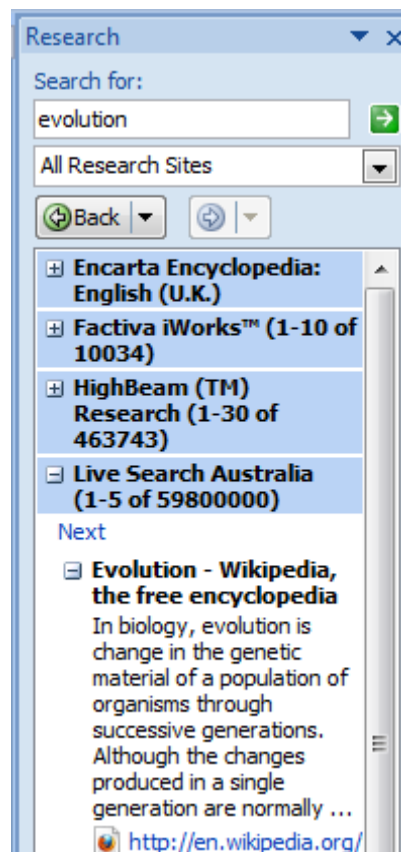 Research
Search for:
evolution
All Research Sites
Back
Encarta Encyclopedia:
English (U.K.)
Factiva iWorks™ (1-10 of
10034)
HighBeam (TM)
Research (1-30 of
463743)
Live Search Australia
(1-5 of 59800000)
Next
Evolution - Wikipedia,
the free encyclopedia
In biology, evolution is
change in the genetic
material of a population of
organisms through
successive generations.
Although the changes
produced in a single
generation are normally ...
http://en.wikipedia.org/